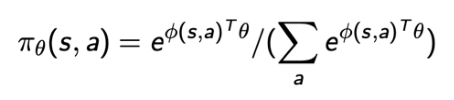 π_θ(s, a) = e^{ϕ(s,a)^T θ} / (∑_a e^{ϕ(s,a)^T θ})